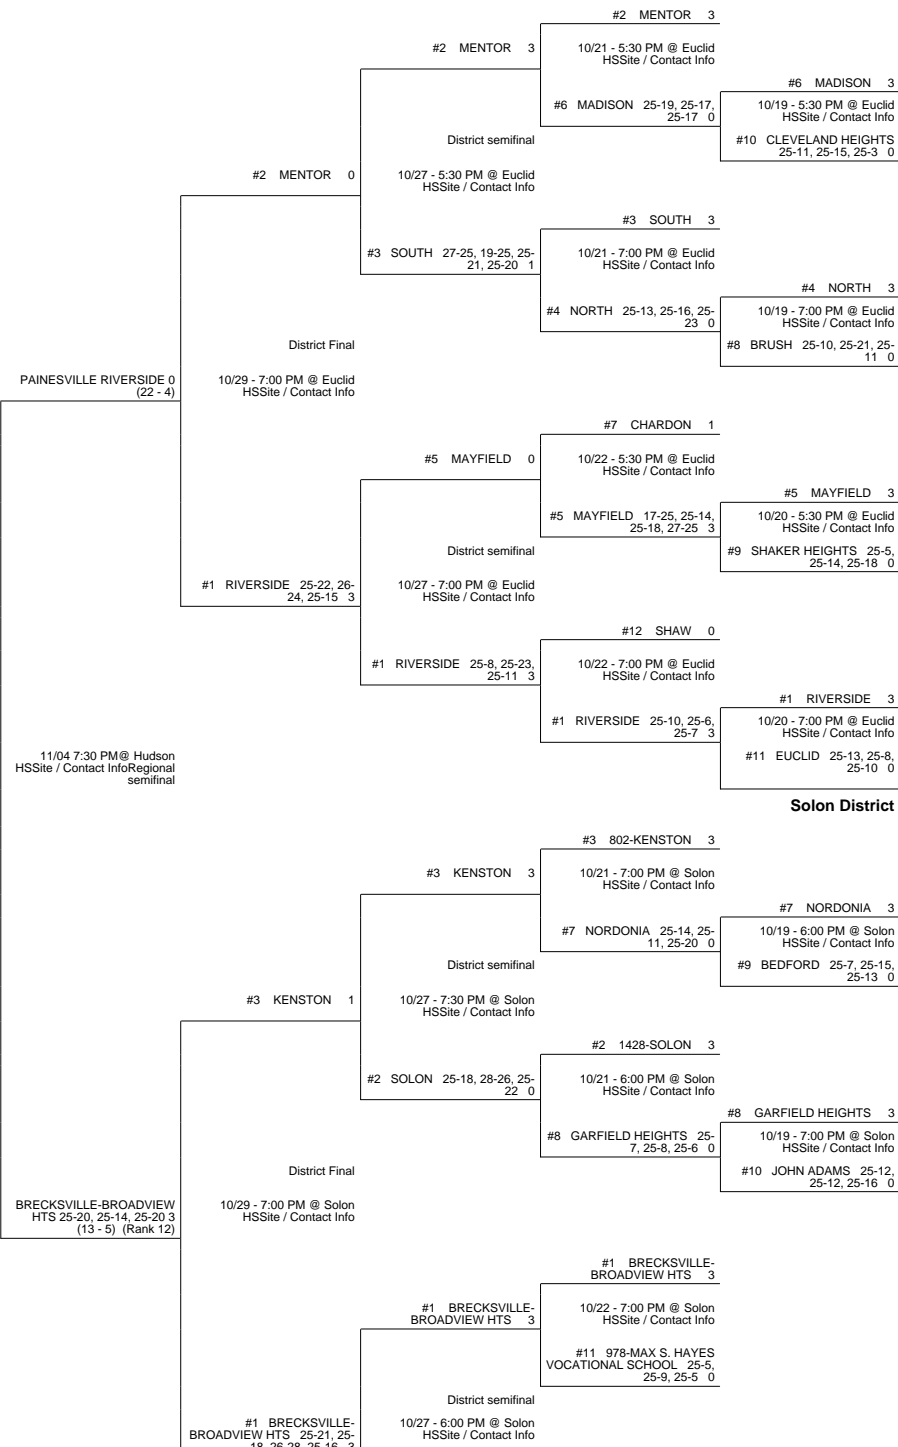 #2 MENTOR 3
#2 MENTOR 3
10/21 - 5:30 PM @ Euclid
HSSite / Contact Info
#6 MADISON 3
#6 MADISON 25-19, 25-17,
25-17 0
10/19 - 5:30 PM @ Euclid
HSSite / Contact Info
District semifinal
#10 CLEVELAND HEIGHTS
25-11, 25-15, 25-3 0
#2 MENTOR 0
10/27 - 5:30 PM @ Euclid
HSSite / Contact Info
#3 SOUTH 3
#3 SOUTH 27-25, 19-25, 25-
21, 25-20 1
10/21 - 7:00 PM @ Euclid
HSSite / Contact Info
#4 NORTH 3
#4 NORTH 25-13, 25-16, 25-
23 0
10/19 - 7:00 PM @ Euclid
HSSite / Contact Info
District Final
#8 BRUSH 25-10, 25-21, 25-
11 0
PAINESVILLE RIVERSIDE 0
(22 - 4)
10/29 - 7:00 PM @ Euclid
HSSite / Contact Info
#7 CHARDON 1
#5 MAYFIELD 0
10/22 - 5:30 PM @ Euclid
HSSite / Contact Info
#5 MAYFIELD 3
#5 MAYFIELD 17-25, 25-14,
25-18, 27-25 3
10/20 - 5:30 PM @ Euclid
HSSite / Contact Info
District semifinal
#9 SHAKER HEIGHTS 25-5,
25-14, 25-18 0
#1 RIVERSIDE 25-22, 26-
24, 25-15 3
10/27 - 7:00 PM @ Euclid
HSSite / Contact Info
#12 SHAW 0
#1 RIVERSIDE 25-8, 25-23,
25-11 3
10/22 - 7:00 PM @ Euclid
HSSite / Contact Info
#1 RIVERSIDE 3
#1 RIVERSIDE 25-10, 25-6,
25-7 3
10/20 - 7:00 PM @ Euclid
HSSite / Contact Info
11/04 7:30 PM@ Hudson
HSSite / Contact InfoRegional
semifinal
#11 EUCLID 25-13, 25-8,
25-10 0
Solon District
#3 802-KENSTON 3
#3 KENSTON 3
10/21 - 7:00 PM @ Solon
HSSite / Contact Info
#7 NORDONIA 3
#7 NORDONIA 25-14, 25-
11, 25-20 0
10/19 - 6:00 PM @ Solon
HSSite / Contact Info
District semifinal
#9 BEDFORD 25-7, 25-15,
25-13 0
#3 KENSTON 1
10/27 - 7:30 PM @ Solon
HSSite / Contact Info
#2 1428-SOLON 3
#2 SOLON 25-18, 28-26, 25-
22 0
10/21 - 6:00 PM @ Solon
HSSite / Contact Info
#8 GARFIELD HEIGHTS 3
#8 GARFIELD HEIGHTS 25-
7, 25-8, 25-6 0
10/19 - 7:00 PM @ Solon
HSSite / Contact Info
District Final
#10 JOHN ADAMS 25-12,
25-12, 25-16 0
BRECKSVILLE-BROADVIEW
HTS 25-20, 25-14, 25-20 3
(13 - 5) (Rank 12)
10/29 - 7:00 PM @ Solon
HSSite / Contact Info
#1 BRECKSVILLE-
BROADVIEW HTS 3
#1 BRECKSVILLE-
BROADVIEW HTS 3
10/22 - 7:00 PM @ Solon
HSSite / Contact Info
#11 978-MAX S. HAYES
VOCATIONAL SCHOOL 25-5,
25-9, 25-5 0
District semifinal
#1 BRECKSVILLE-
BROADVIEW HTS 25-21, 25-
18, 26-28, 25-16 3
10/27 - 6:00 PM @ Solon
HSSite / Contact Info